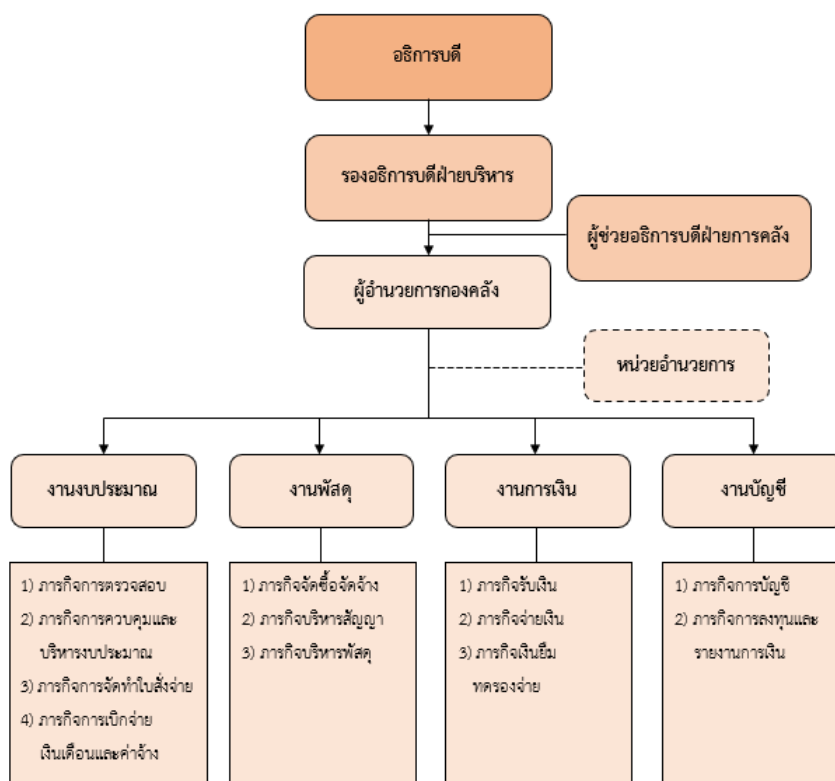 อธิการบดี
รองอธิการบดีฝ่ายบริหาร
ผู้ช่วยอธิการบดีฝ่ายการคลัง
ผู้อำนวยการกองคลัง
หน่วยอำนวยการ
งานงบประมาณ
งานพัสดุ
งานการเงิน
งานบัญชี
1) ภารกิจการตรวจสอบ
2) ภารกิจการควบคุมและ
บริหารงบประมาณ
3) ภารกิจการจัดทำใบสั่งจ่าย
4) ภารกิจการเบิกจ่าย
เงินเดือนและค่าจ้าง
1) ภารกิจจัดซื้อจัดจ้าง
2) ภารกิจบริหารสัญญา
3) ภารกิจบริหารพัสดุ
1) ภารกิจรับเงิน
2) ภารกิจจ่ายเงิน
3) ภารกิจเงินยืม
ทดรองจ่าย
1) ภารกิจการบัญชี
2) ภารกิจการลงทุนและ
รายงานการเงิน